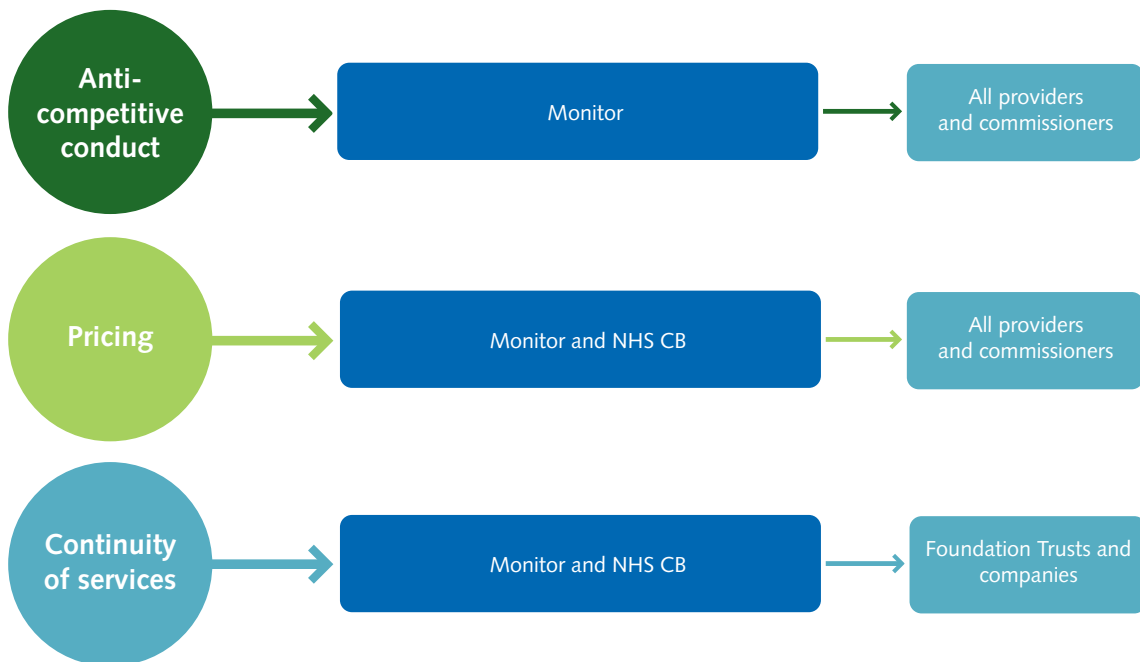 Anti-
competitive
conduct
Monitor
All providers
and commissioners
Pricing
Monitor and NHS CB
All providers
and commissioners
Continuity
of services
Monitor and NHS CB
Foundation Trusts and
companies